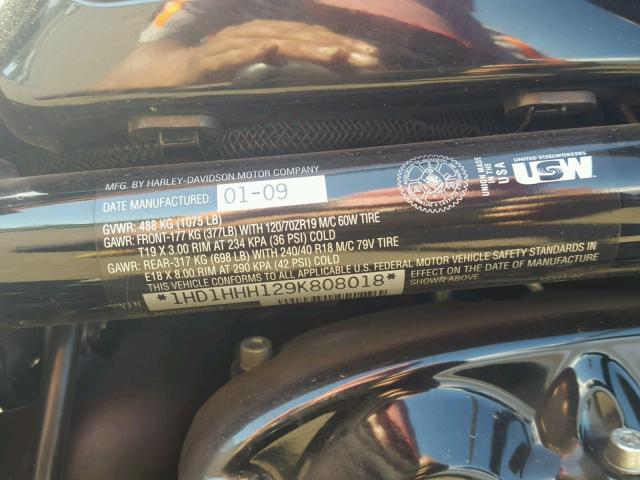 MFG. BY HARLEY-DAVIDSON MOTOR COMPANY
DATE MANUFACTURED: 01-09
GVWR: 488 KG (1075 LB)
GAWR: FRONT-177 KG (377LB) WITH 120/70ZR19 M/C 60W TIRE
T19 X 3.00 RIM AT 234 KPA (36 PSI) COLD
GAWR: REAR-317 KG (698 LB) WITH 240/40 R18 M/C 79V TIRE
E18 X 8.00 RIM AT 290 KPA (42 PSI) COLD
THIS VEHICLE CONFORMS TO ALL APPLICABLE U.S. FEDERAL MOTOR VEHICLE SAFETY STANDARDS IN
EFFECT ON THE DATE OF MANUFACTURE
SHOWN ABOVE.
VIN *1HD1HHH129K808018*
UNION MADE
USA
UNITED STEELWORKERS
USW